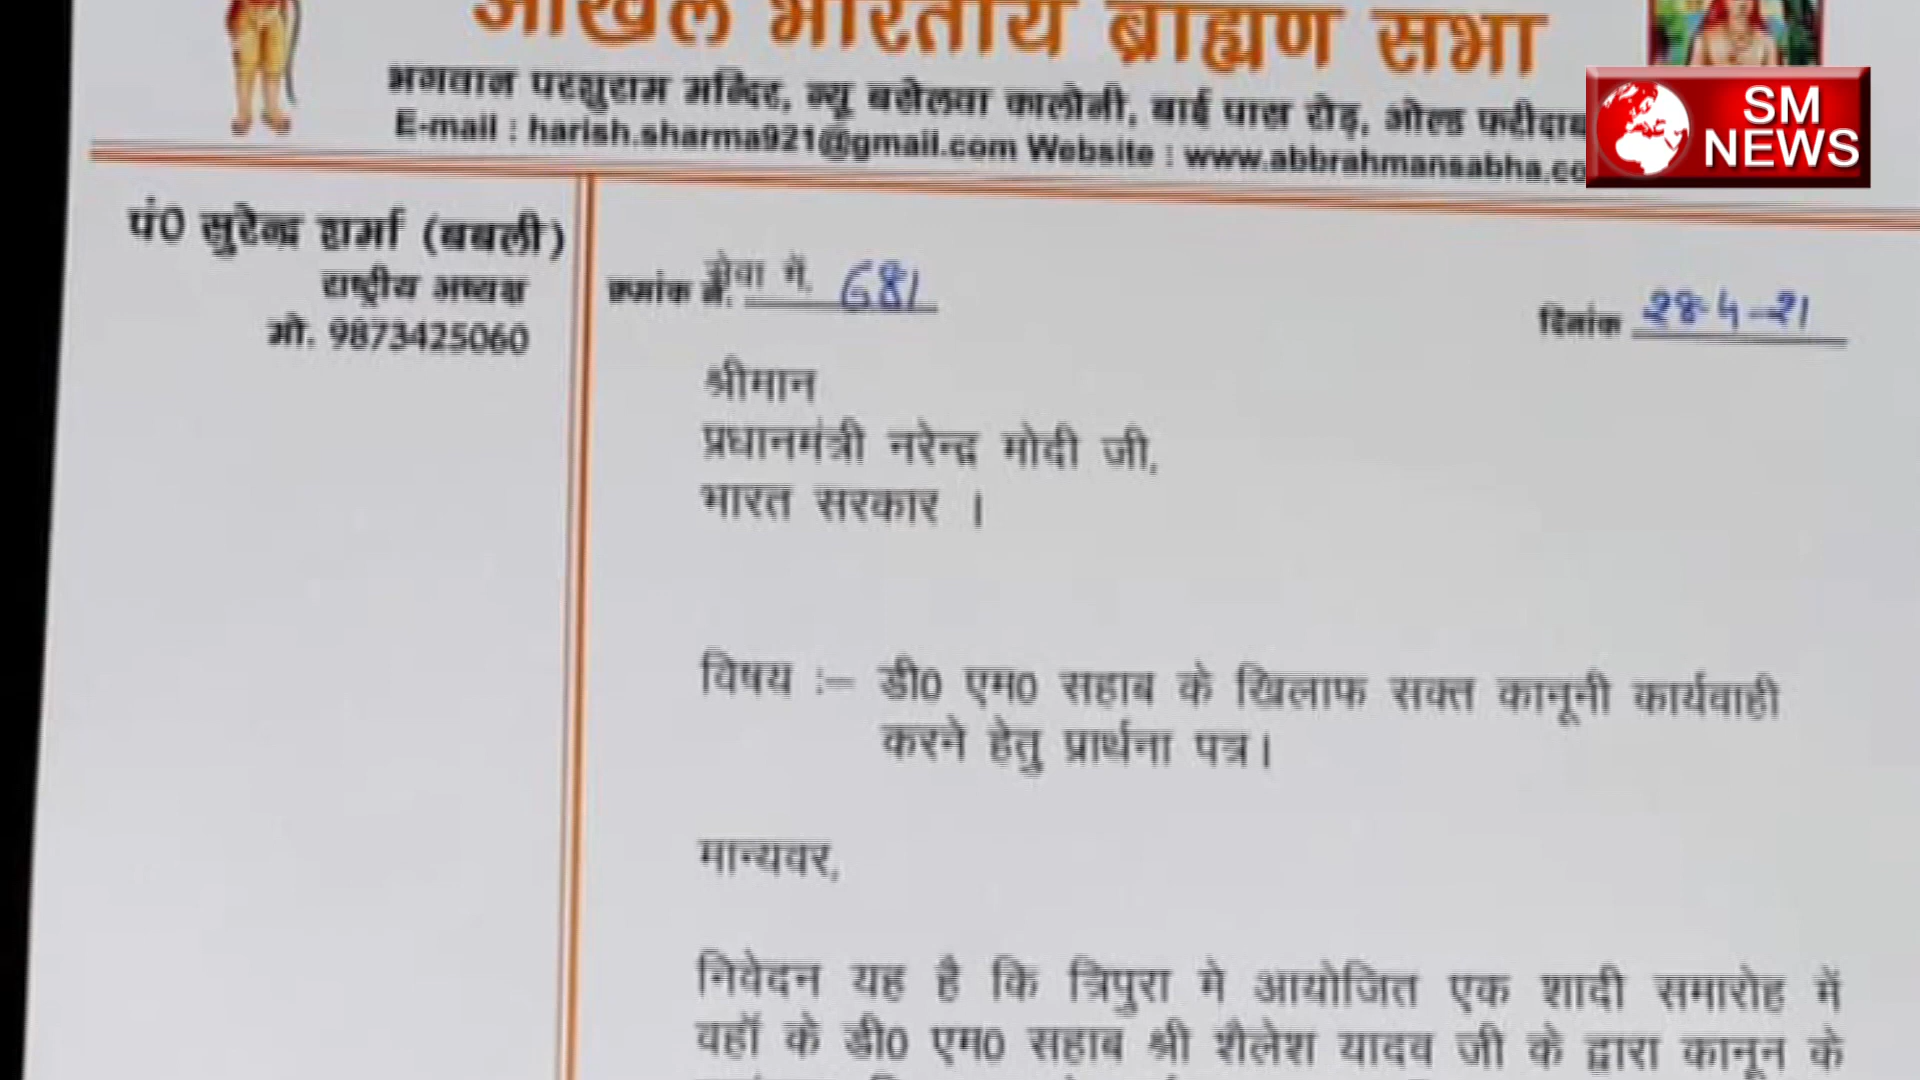 अखिल भारतीय ब्राह्मण सभा
भगवान परशुराम मन्दिर, न्यू बसेलवा कालोनी, बाई पास रोड़, ओल्ड फरीदाब
E-mail : harish.sharma921@gmail.com Website : www.abbrahmansabha.co
SM
NEWS
पं0 सुरेन्द्र शर्मा (बबली)
राष्ट्रीय अध्यक्ष
मो. 9873425060
सेवा में,
क्रमांक नं. 681
दिनांक 28-4-21
श्रीमान
प्रधानमंत्री नरेन्द्र मोदी जी,
भारत सरकार ।
विषय :– डी0 एम0 सहाब के खिलाफ सक्त कानूनी कार्यवाही
करने हेतु प्रार्थना पत्र।
मान्यवर,
निवेदन यह है कि त्रिपुरा मे आयोजित एक शादी समारोह में
वहाॅ के डी0 एम0 सहाब श्री शैलेश यादव जी के द्वारा कानून के